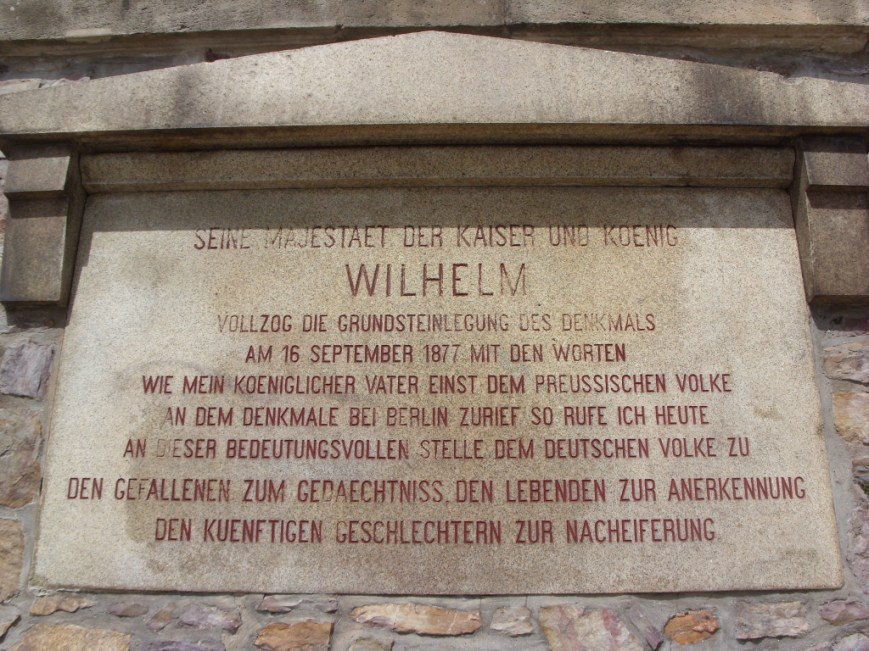 SEINE MAJESTAET DER KAISER UND KOENIG
WILHELM
VOLLZOG DIE GRUNDSTEINLEGUNG DES DENKMALS
AM 16 SEPTEMBER 1877 MIT DEN WORTEN
WIE MEIN KOENIGLICHER VATER EINST DEM PREUSSISCHEN VOLKE
AN DEM DENKMALE BEI BERLIN ZURIEF SO RUFE ICH HEUTE
AN DIESER BEDEUTUNGSVOLLEN STELLE DEM DEUTSCHEN VOLKE ZU
DEN GEFALLENEN ZUM GEDAECHTNISS, DEN LEBENDEN ZUR ANERKENNUNG
DEN KUENFTIGEN GESCHLECHTERN ZUR NACHEIFERUNG